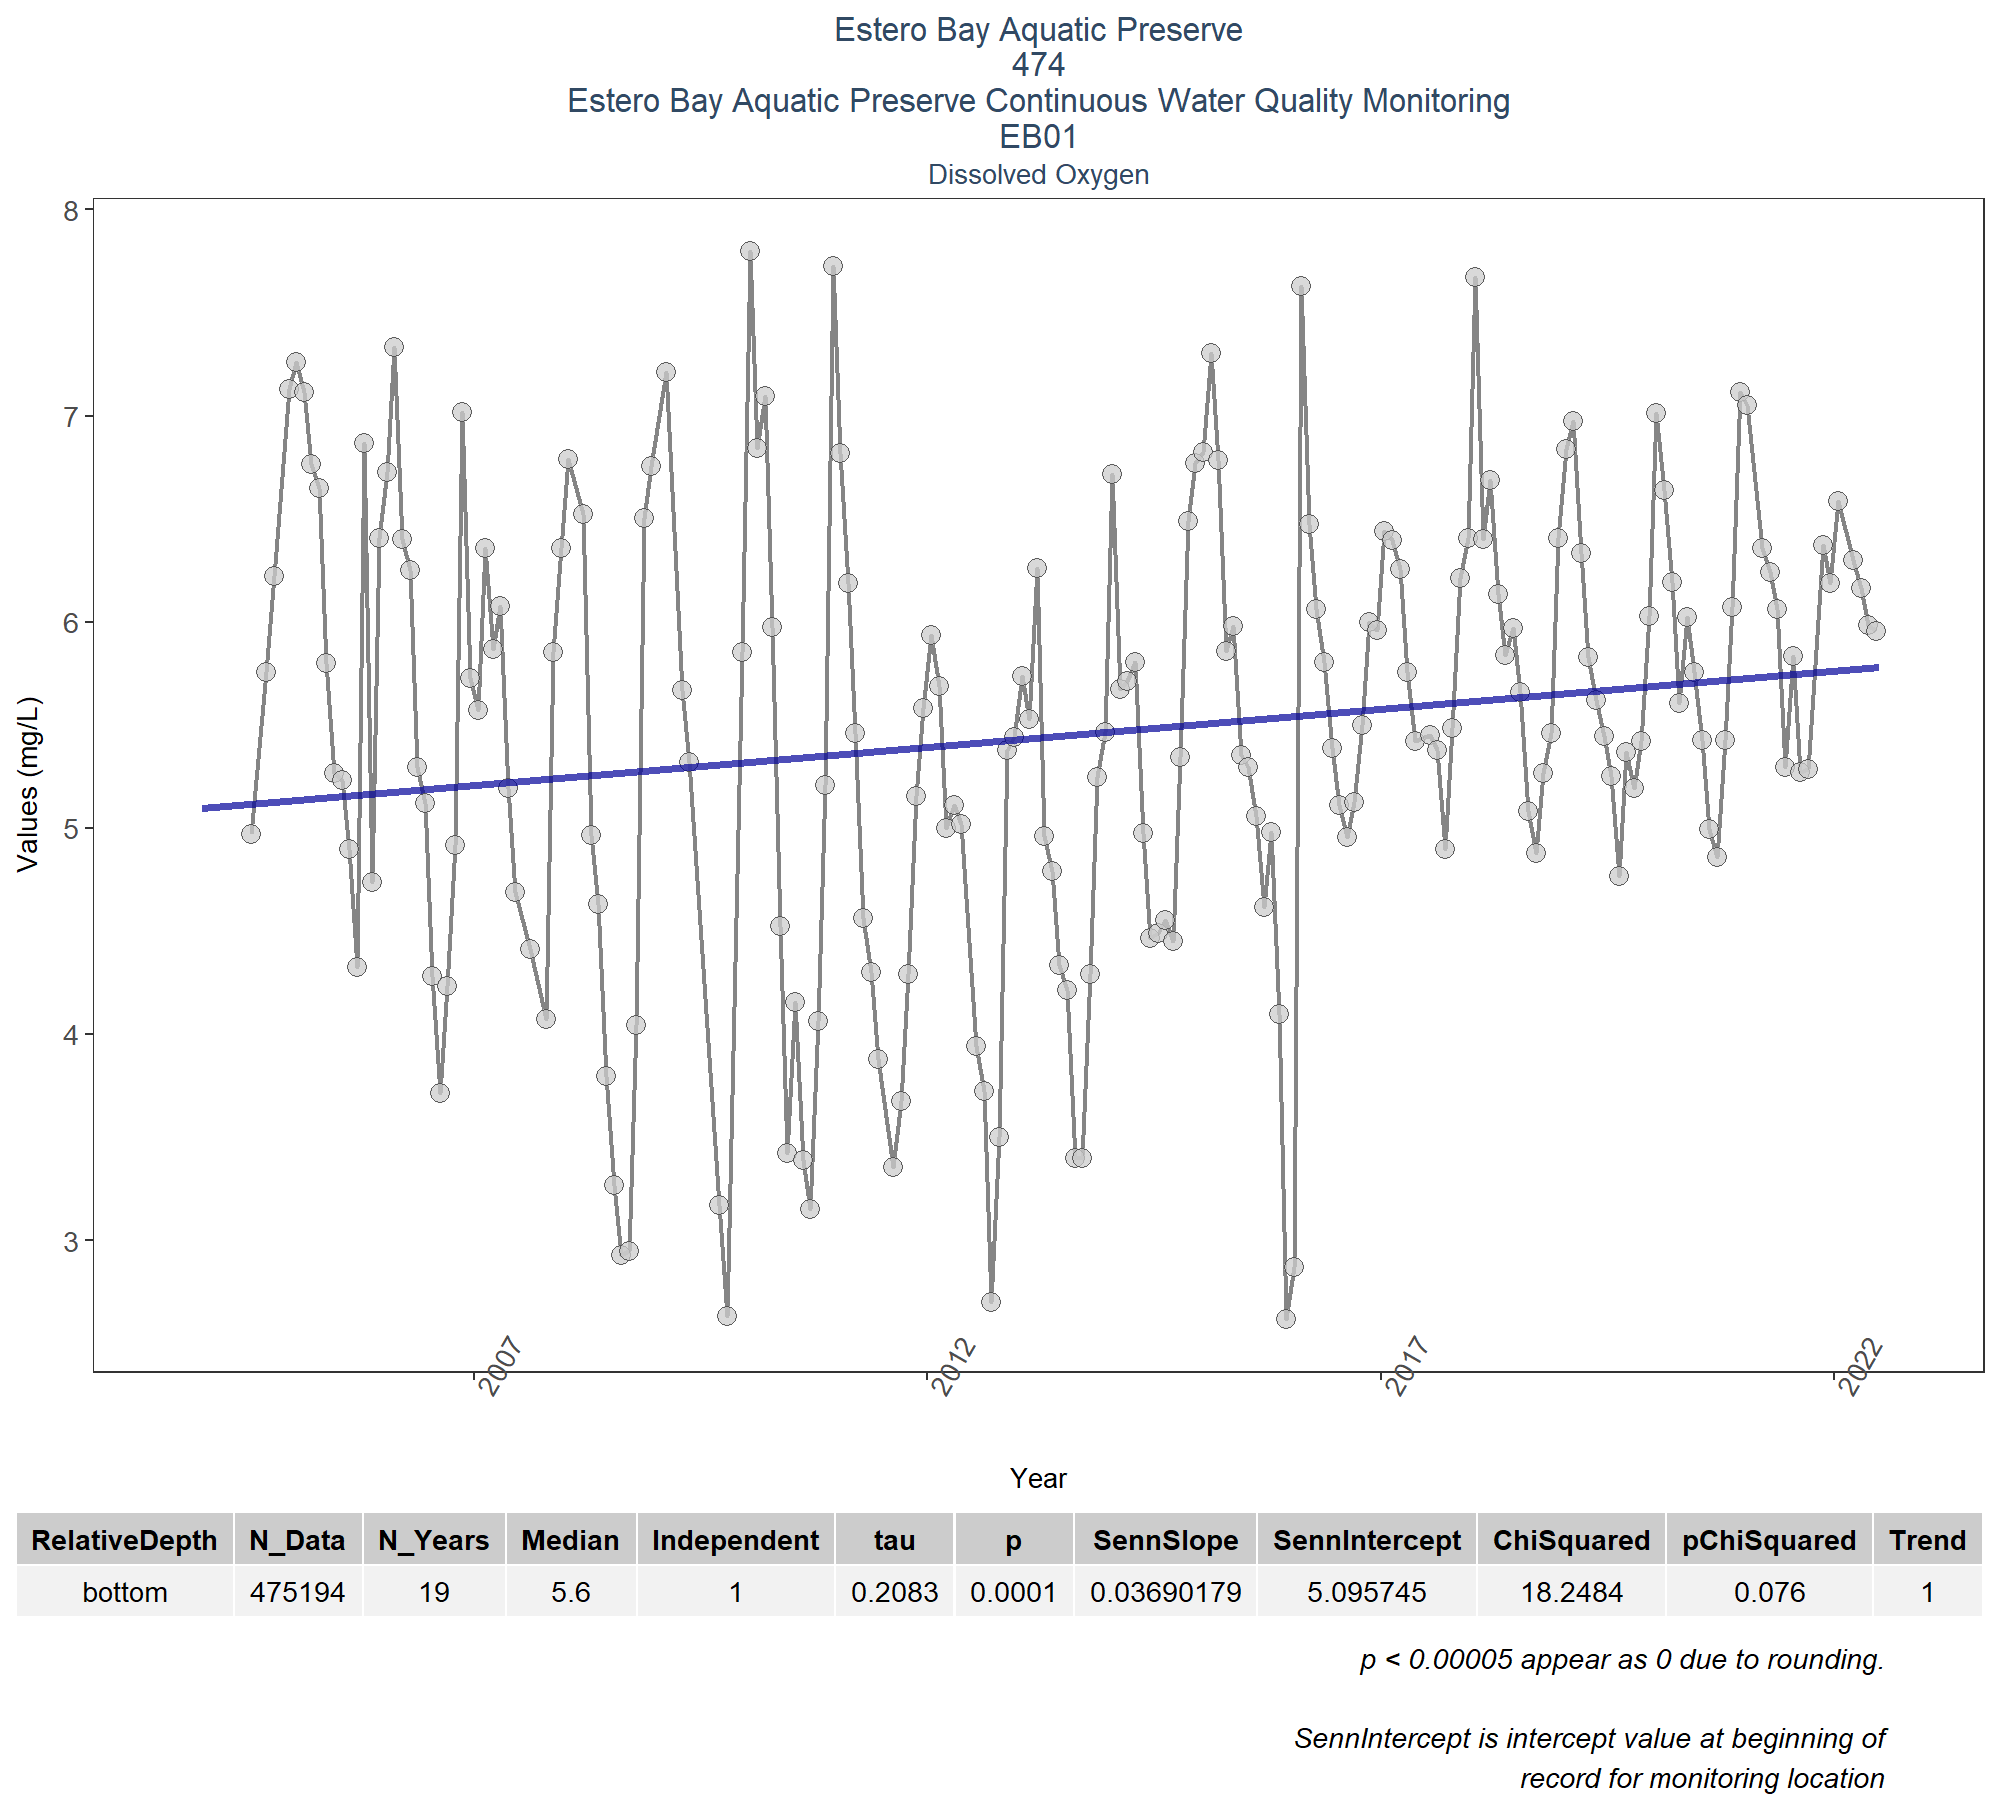 Estero Bay Aquatic Preserve
474
Estero Bay Aquatic Preserve Continuous Water Quality Monitoring
EB01
Dissolved Oxygen
8
7
6
5
4
3
Values (mg/L)
2007 2012 2017 2022
Year
RelativeDepth N_Data N_Years Median Independent tau p SennSlope SennIntercept ChiSquared pChiSquared Trend
bottom 475194 19 5.6 1 0.2083 0.0001 0.03690179 5.095745 18.2484 0.076 1
p < 0.00005 appear as 0 due to rounding.
SennIntercept is intercept value at beginning of
record for monitoring location